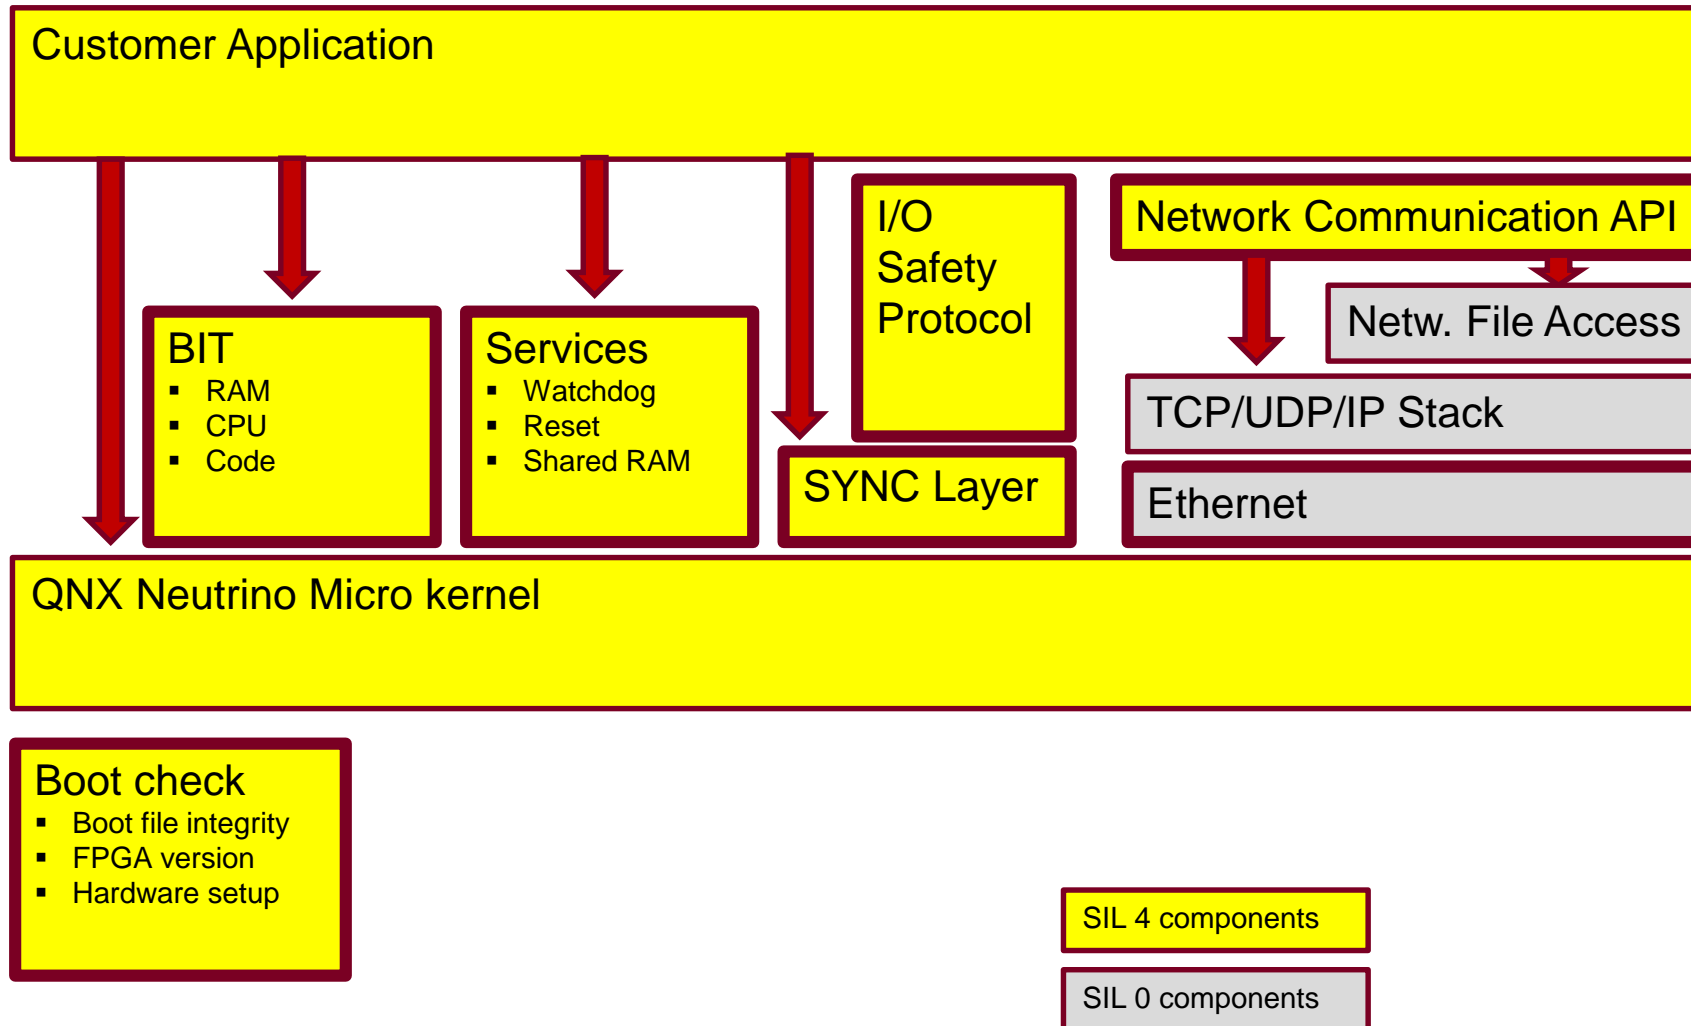 Customer Application
BIT
▪ RAM
▪ CPU
▪ Code
Services
▪ Watchdog
▪ Reset
▪ Shared RAM
I/O
Safety
Protocol
SYNC Layer
Network Communication API
Netw. File Access
TCP/UDP/IP Stack
Ethernet
QNX Neutrino Micro kernel
Boot check
▪ Boot file integrity
▪ FPGA version
▪ Hardware setup
SIL 4 components
SIL 0 components